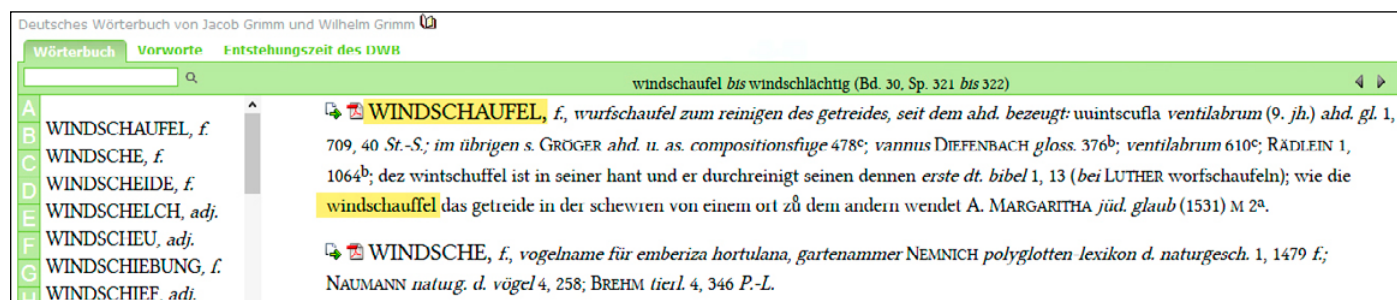 Deutsches Wörterbuch von Jacob Grimm und Wilhelm Grimm
Wörterbuch Vorworte Entstehungszeit des DWB
windschaufel bis windschlächtig (Bd. 30, Sp. 321 bis 322)
A
B
C
D
E
F
G
H
WINDSCHAUFEL, f.
WINDSCHE, f.
WINDSCHEIDE, f.
WINDSCHELCH, adj.
WINDSCHEU, adj.
WINDSCHIEBUNG, f.
WINDSCHIEF, adj.
WINDSCHAUFEL, f., wurfschaufel zum reinigen des getreides, seit dem ahd. bezeugt: uuintscufla ventilabrum (9. jh.) ahd. gl. 1,
709, 40 St.-S.; im übrigen s. GRÖGER ahd. u. as. compositionsfuge 478c; vannus DIEFENBACH gloss. 376b; ventilabrum 610c; RÄDLEIN 1,
1064b; dez wintschuffel ist in seiner hant und er durchreinigt seinen dennen erste dt. bibel 1, 13 (bei LUTHER worfschaufeln); wie die
windschauffel das getreide in der schewren von einem ort zů dem andern wendet A. MARGARITHA jüd. glaub (1531) M 2a.
WINDSCHE, f., vogelname für emberiza hortulana, gartenammer NEMNICH polyglotten-lexikon d. naturgesch. 1, 1479 f.;
NAUMANN naturg. d. vögel 4, 258; BREHM tierl. 4, 346 P.-L.